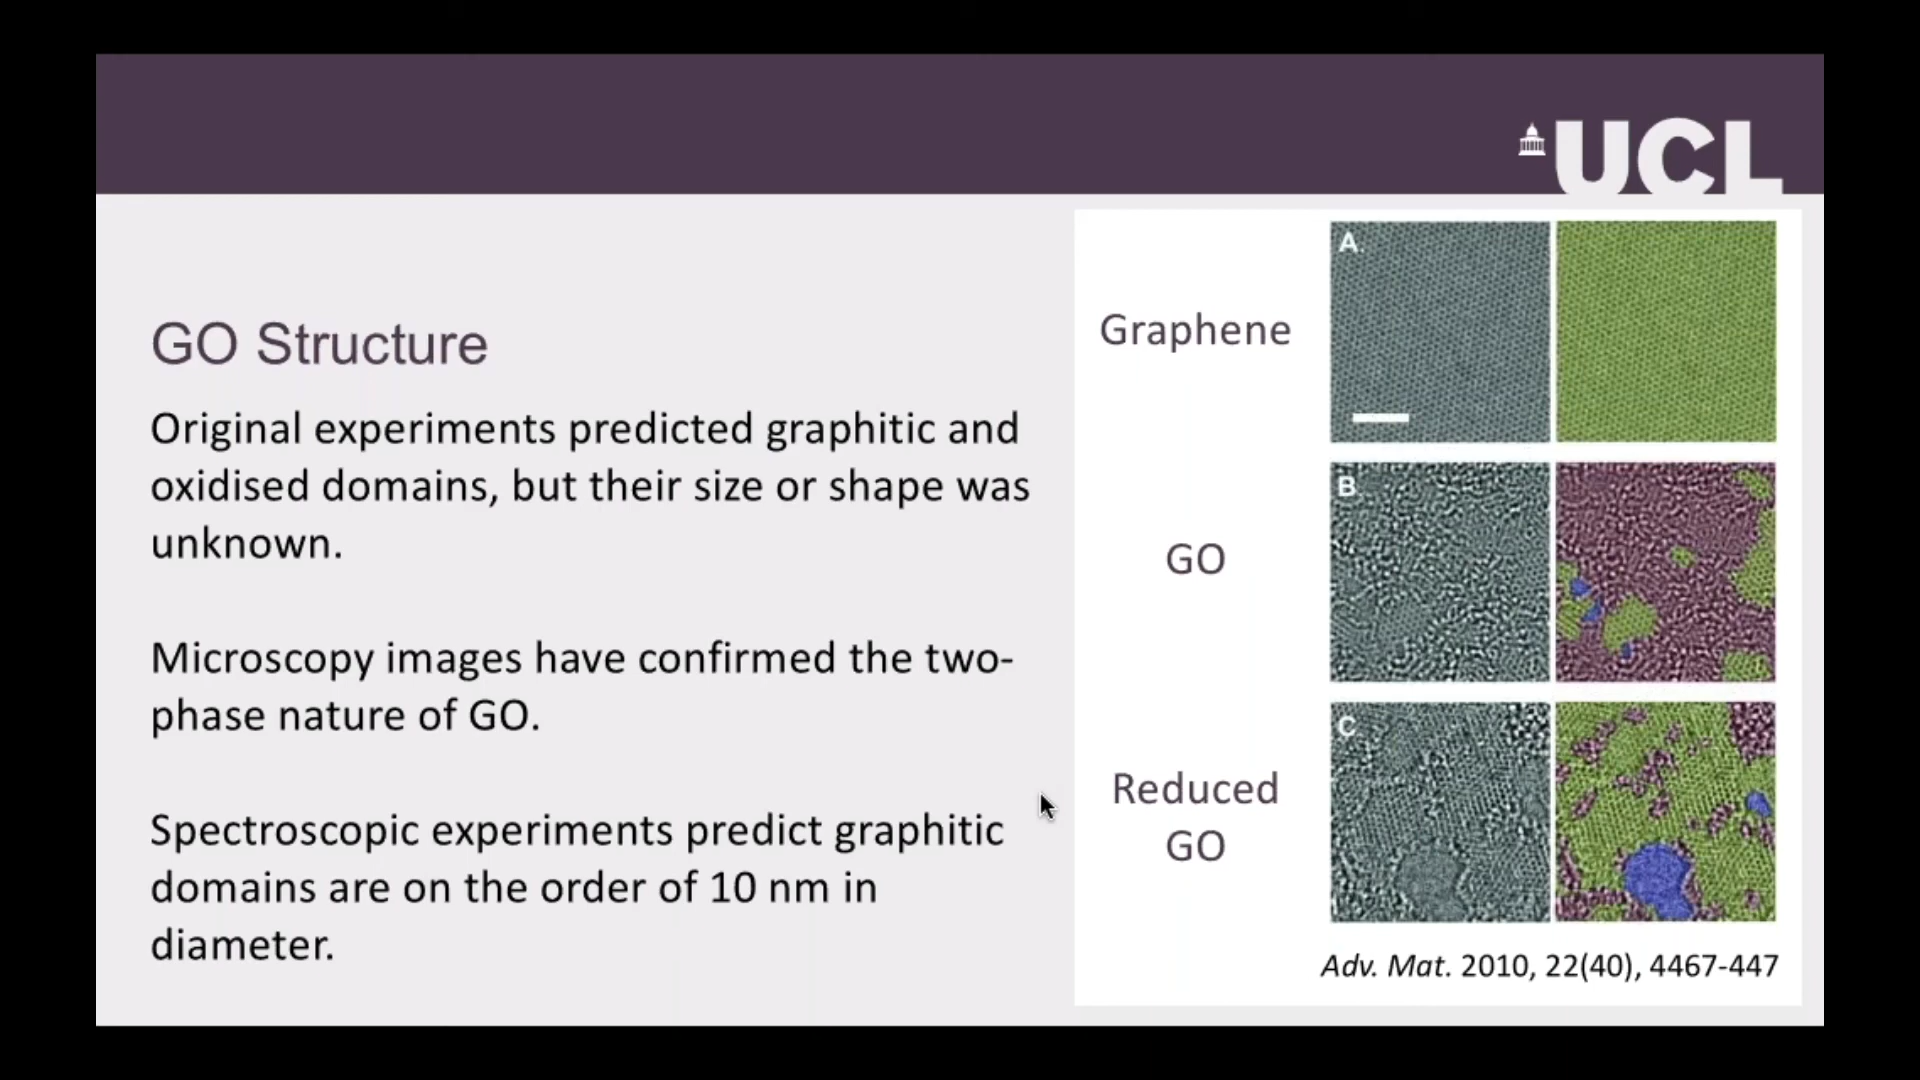 UCL
GO Structure
Original experiments predicted graphitic and
oxidised domains, but their size or shape was
unknown.
Microscopy images have confirmed the two-
phase nature of GO.
Spectroscopic experiments predict graphitic
domains are on the order of 10 nm in
diameter.
Graphene
A.
GO
B
Reduced
GO
C
Adv. Mat. 2010, 22(40), 4467-447